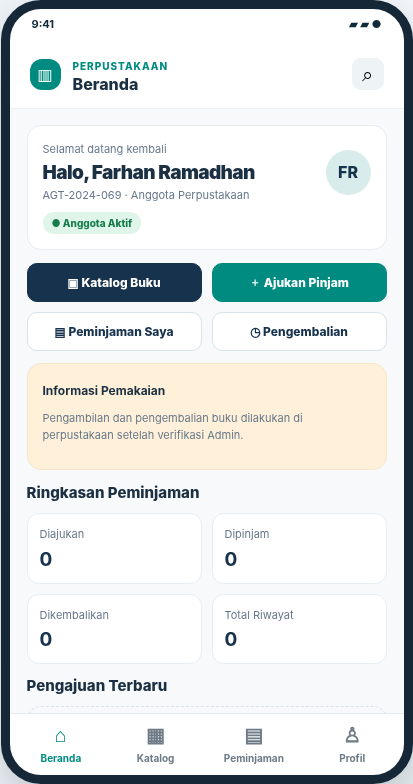 9:41
PERPUSTAKAAN
Beranda
Selamat datang kembali
Halo, Farhan Ramadhan
AGT-2024-069 · Anggota Perpustakaan
FR
Anggota Aktif
Katalog Buku
+ Ajukan Pinjam
Peminjaman Saya
Pengembalian
Informasi Pemakaian
Pengambilan dan pengembalian buku dilakukan di
perpustakaan setelah verifikasi Admin.
Ringkasan Peminjaman
Diajukan
0
Dipinjam
0
Dikembalikan
0
Total Riwayat
0
Pengajuan Terbaru
Beranda
Katalog
Peminjaman
Profil